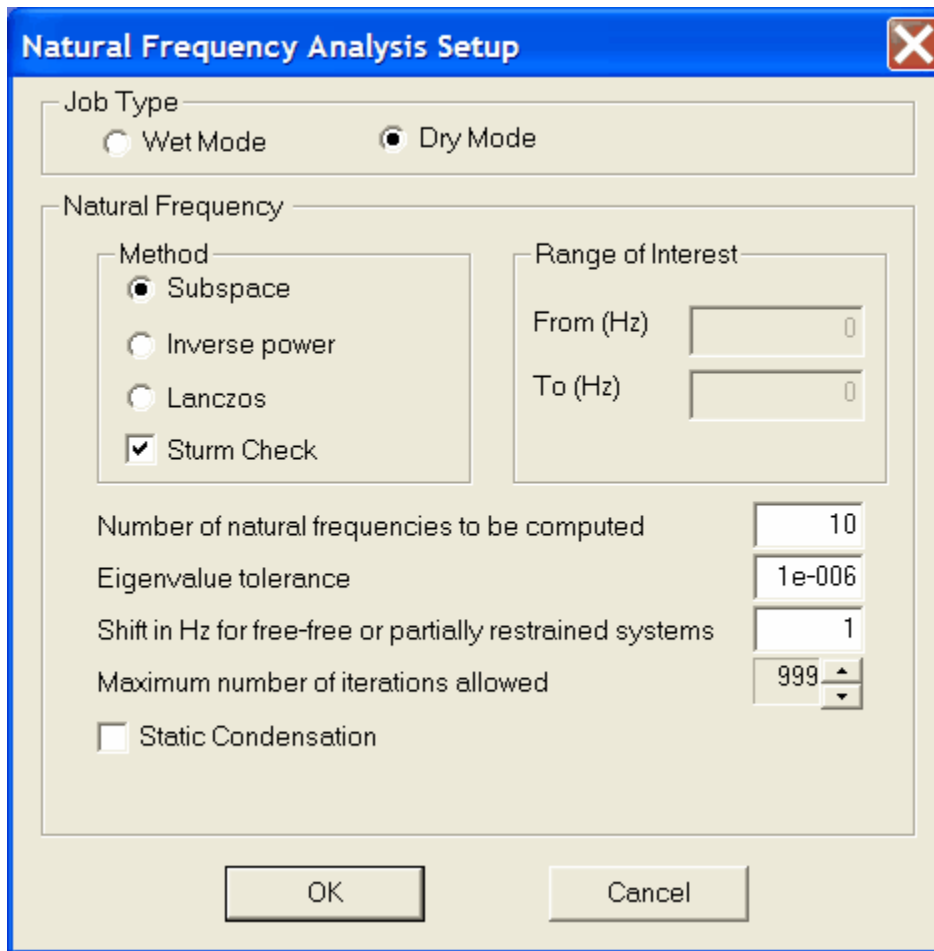 Natural Frequency Analysis Setup
Job Type
Wet Mode
Dry Mode
Natural Frequency
Method
Subspace
Inverse power
Lanczos
Sturm Check
Range of Interest
From (Hz) 0
To (Hz) 0
Number of natural frequencies to be computed 10
Eigenvalue tolerance 1e-006
Shift in Hz for free-free or partially restrained systems 1
Maximum number of iterations allowed 999
Static Condensation
OK
Cancel